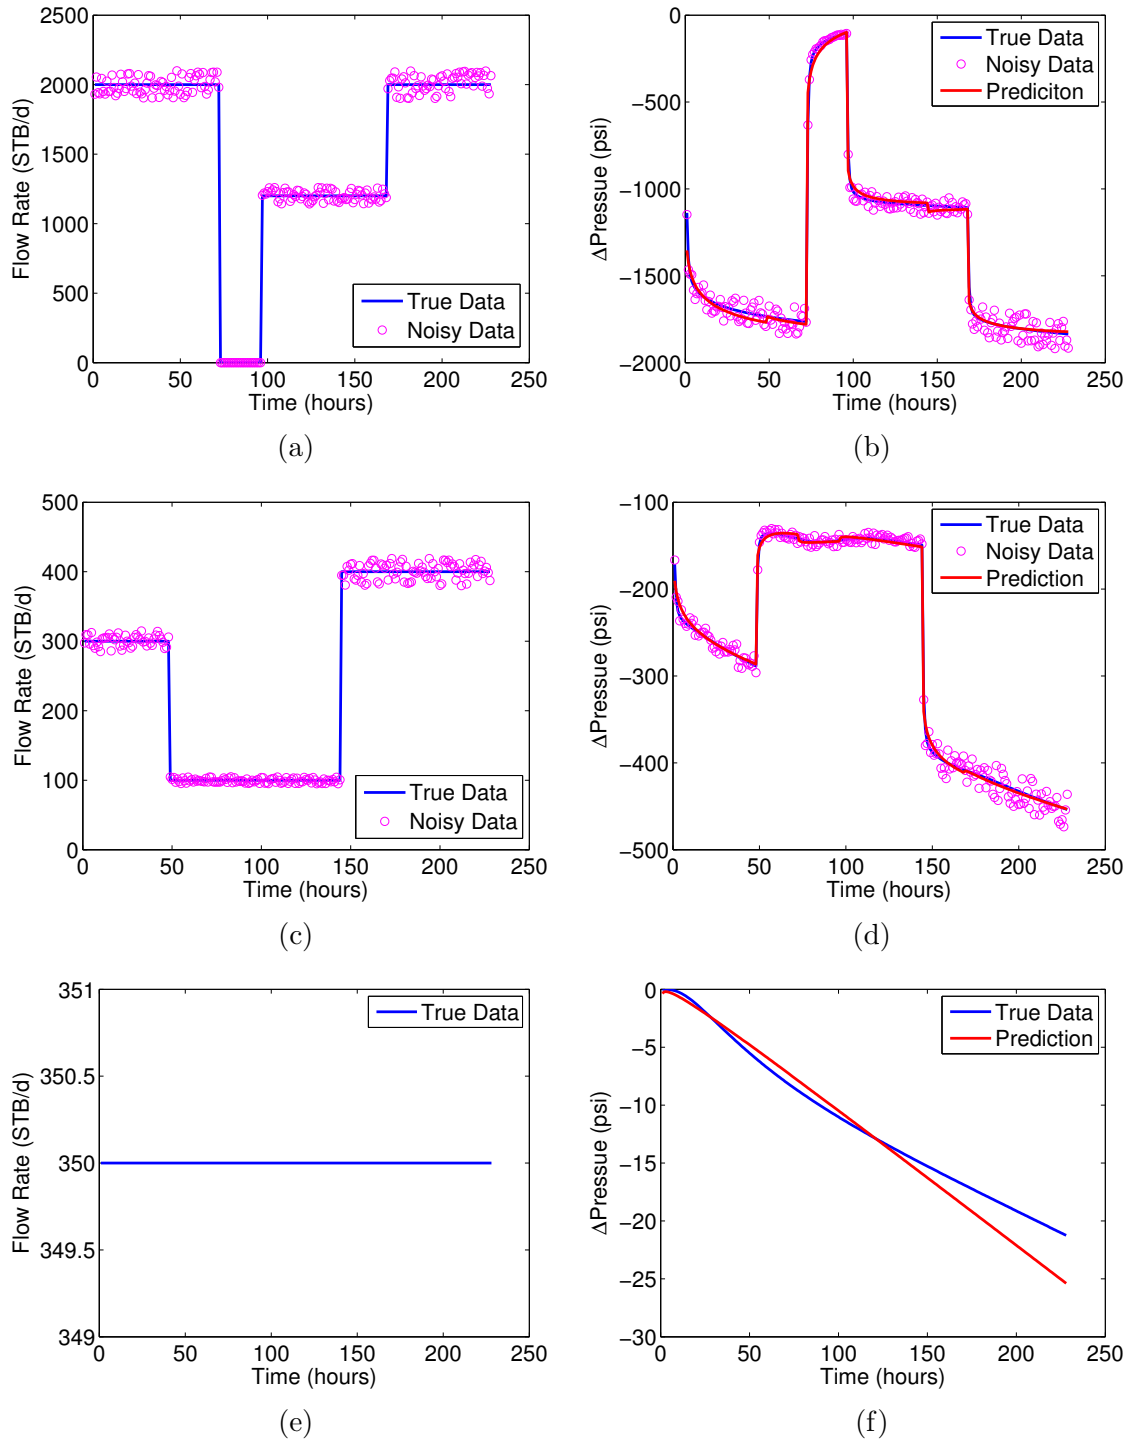 2500
2000
1500
1000
500
0
0 50 100 150 200 250
Flow Rate (STB/d)
Time (hours)
True Data
Noisy Data
(a)
0
−500
−1000
−1500
−2000
0 50 100 150 200 250
ΔPressue (psi)
Time (hours)
True Data
Noisy Data
Prediciton
(b)
500
400
300
200
100
0
0 50 100 150 200 250
Flow Rate (STB/d)
Time (hours)
True Data
Noisy Data
(c)
−100
−200
−300
−400
−500
0 50 100 150 200 250
ΔPressue (psi)
Time (hours)
True Data
Noisy Data
Prediction
(d)
351
350.5
350
349.5
349
0 50 100 150 200 250
Flow Rate (STB/d)
Time (hours)
True Data
(e)
0
−5
−10
−15
−20
−25
−30
0 50 100 150 200 250
ΔPressue (psi)
Time (hours)
True Data
Prediction
(f)